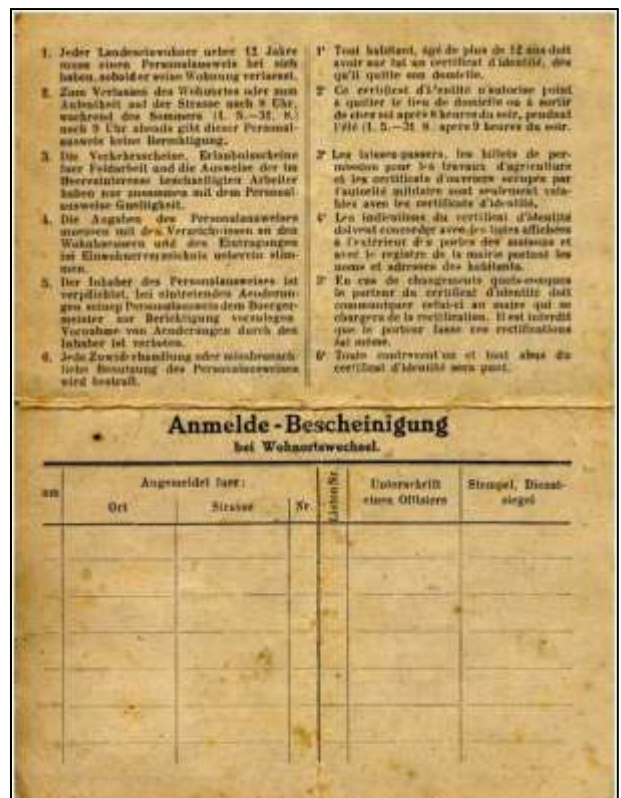 1. Jeder Landeseinwohner ueber 12 Jahre
muss einen Personalausweis bei sich
haben, sobald er seine Wohnung verlaesst.
2. Zum Verlassen des Wohnortes oder zum
Aufenthalt auf der Strasse nach 8 Uhr,
waehrend des Sommers (1. 5.—31. 8.)
nach 9 Uhr abends gibt dieser Personal-
ausweis keine Berechtigung.
3. Die Verkehrsscheine, Erlaubnisscheine
fuer Feldarbeit und die Ausweise der im
Heeresinteresse beschaeftigten Arbeiter
haben nur zusammen mit dem Personal-
ausweise Gueltigkeit.
4. Die Angaben des Personalausweises
muessen mit den Verzeichnissen an den
Wohnhaeusern und den Eintragungen
im Einwohnerverzeichnis ueberein stim-
men.
5. Der Inhaber des Personalausweises ist
verpflichtet, bei eintretenden Aenderun-
gen seinen Personalausweis dem Buerger-
meister zur Berichtigung vorzulegen.
Vornahme von Aenderungen durch den
Inhaber ist verboten.
6. Jede Zuwiderhandlung oder missbraeuch-
liche Benutzung des Personalausweises
wird bestraft.
1° Tout habitant, âgé de plus de 12 ans doit
avoir sur lui un certificat d'identité, dès
qu'il quitte son domicile.
2° Ce certificat d'identité n'autorise point
à quitter le lieu de domicile ou à sortir
de chez soi après 8 heures du soir, pendant
l'été (1. 5.—31. 8. après 9 heures du soir.
3° Les laissez-passers, les billets de per-
mission pour les travaux d'agriculture
et les certificats d'ouvriers occupés par
l'autorité militaire sont seulement vala-
bles avec les certificats d'identité.
4° Les indications du certificat d'identité
doivent concorder avec les listes affichées
à l'extérieur des portes des maisons et
avec le registre de la mairie portant les
noms et adresses des habitants.
5° En cas de changements quelconques
le porteur du certificat d'identité doit
communiquer celui-ci au maire qui se
chargera de la rectification. Il est interdit
que le porteur fasse ces rectifications
lui même.
6° Toute contravention et tout abus du
certificat d'identité sera puni.
Anmelde-Bescheinigung
bei Wohnortswechsel.
am
Angemeldet fuer:
Ort
Strasse
Nr.
Listen Nr.
Unterschrift
eines Offiziers
Stempel, Dienst-
siegel